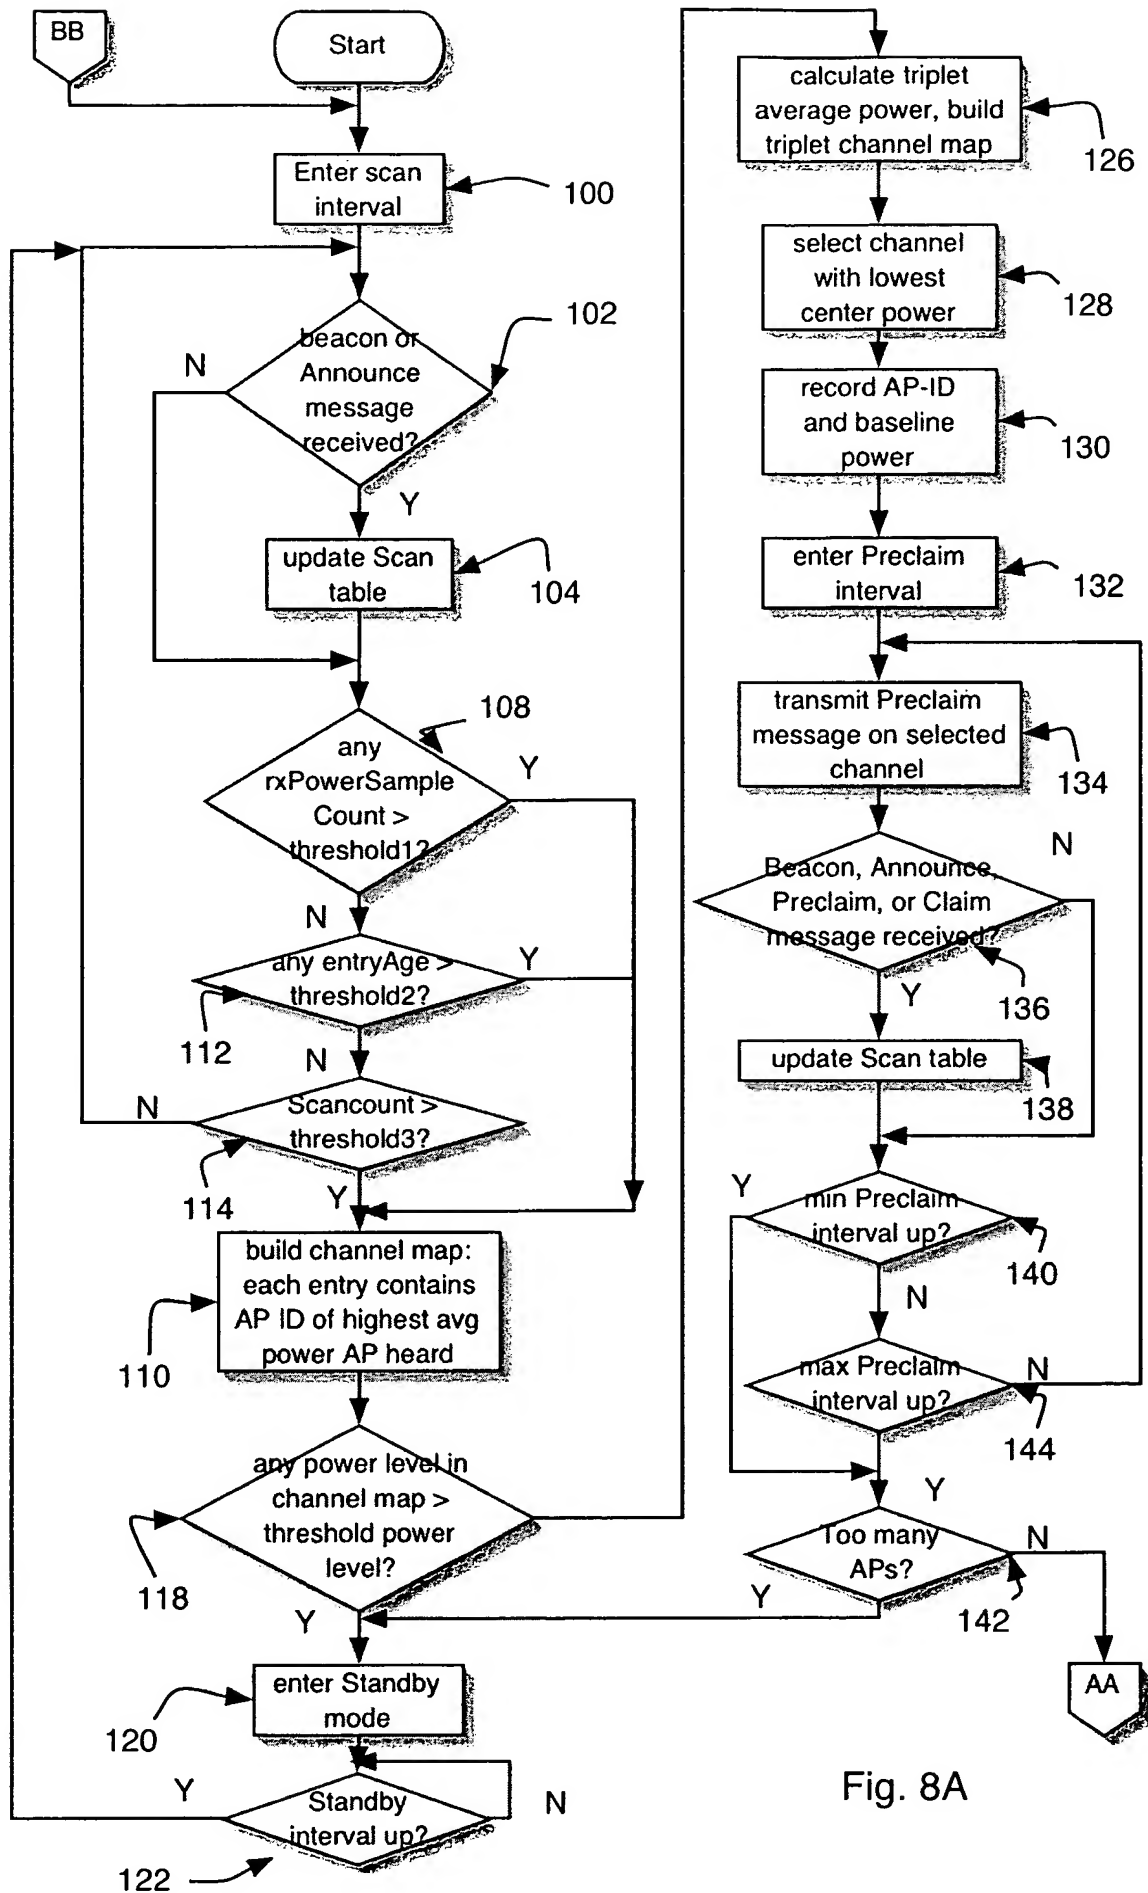 BB
Start
Enter scan
interval
100
beacon or
Announce
message
received?
102
N
Y
update Scan
table
104
any
rxPowerSample
Count >
threshold1?
108
Y
N
any entryAge >
threshold2?
Y
112
N
Scancount >
threshold3?
N
114
Y
build channel map:
each entry contains
AP ID of highest avg
power AP heard
110
any power level in
channel map >
threshold power
level?
118
Y
enter Standby
mode
120
Standby
interval up?
Y
N
122
calculate triplet
average power, build
triplet channel map
126
select channel
with lowest
center power
128
record AP-ID
and baseline
power
130
enter Preclaim
interval
132
transmit Preclaim
message on selected
channel
134
Beacon, Announce,
Preclaim, or Claim
message received?
N
136
Y
update Scan table
138
min Preclaim
interval up?
Y
140
N
max Preclaim
interval up?
N
144
Y
Too many
APs?
N
Y
142
AA
Fig. 8A